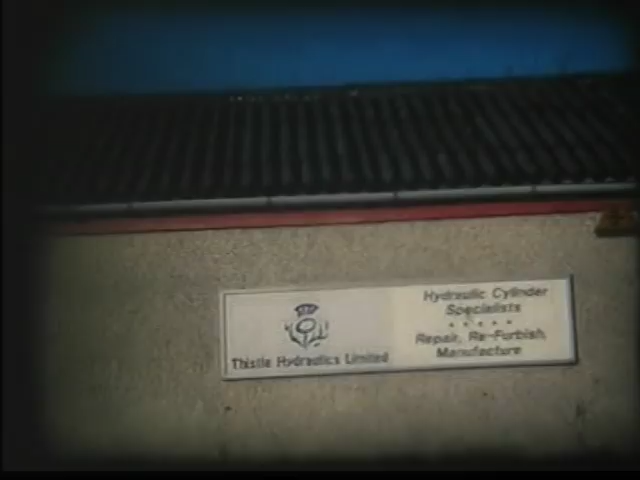 Thistle Hydraulics Limited
Hydraulic Cylinder
Specialists
Repair, Re-Furbish,
Manufacture